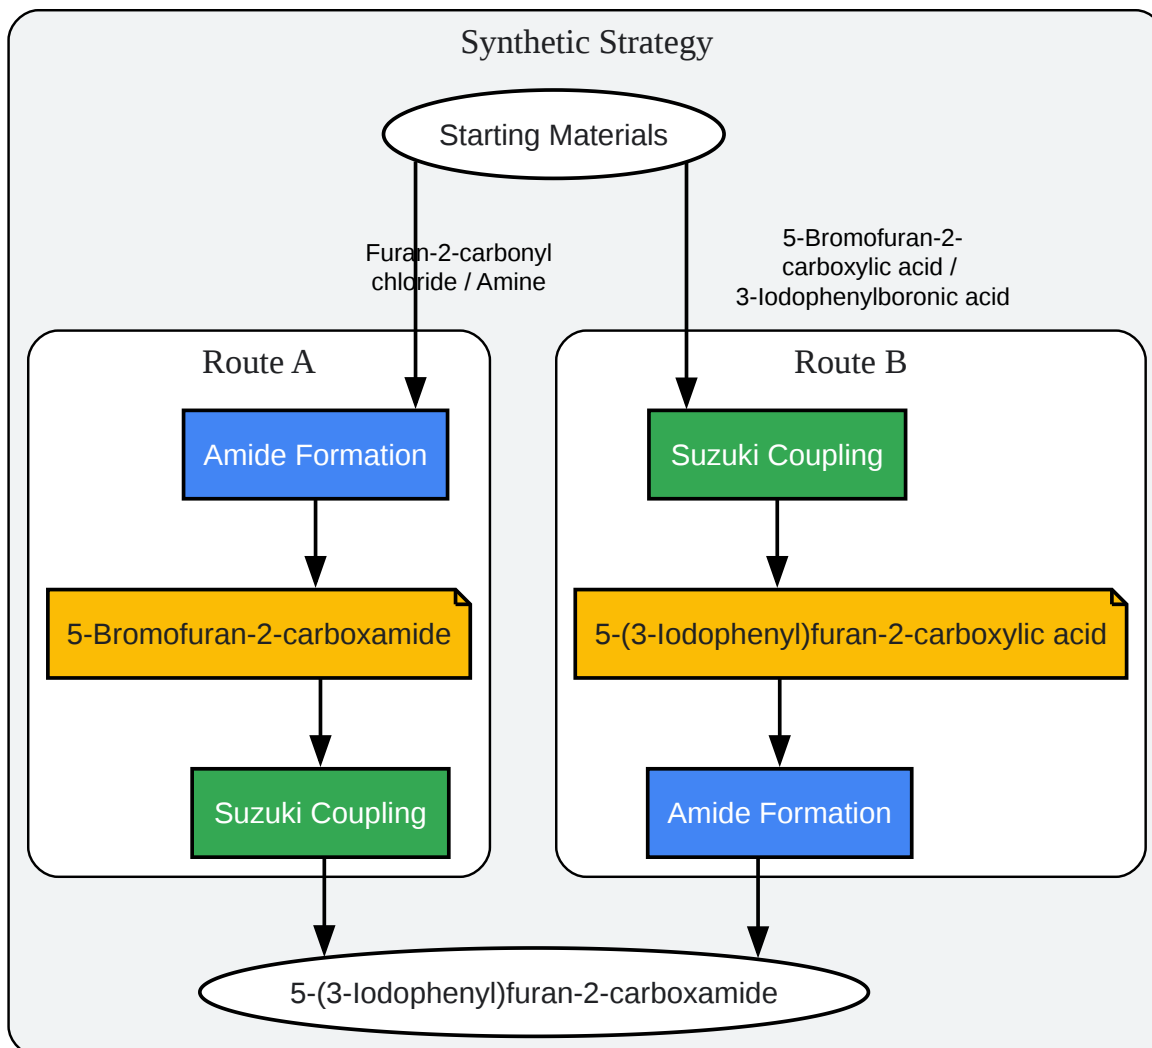 Synthetic Strategy
Starting Materials
Furan-2-carbonyl
chloride / Amine
5-Bromofuran-2-
carboxylic acid /
3-Iodophenylboronic acid
Route A
Amide Formation
5-Bromofuran-2-carboxamide
Suzuki Coupling
Route B
Suzuki Coupling
5-(3-Iodophenyl)furan-2-carboxylic acid
Amide Formation
5-(3-Iodophenyl)furan-2-carboxamide